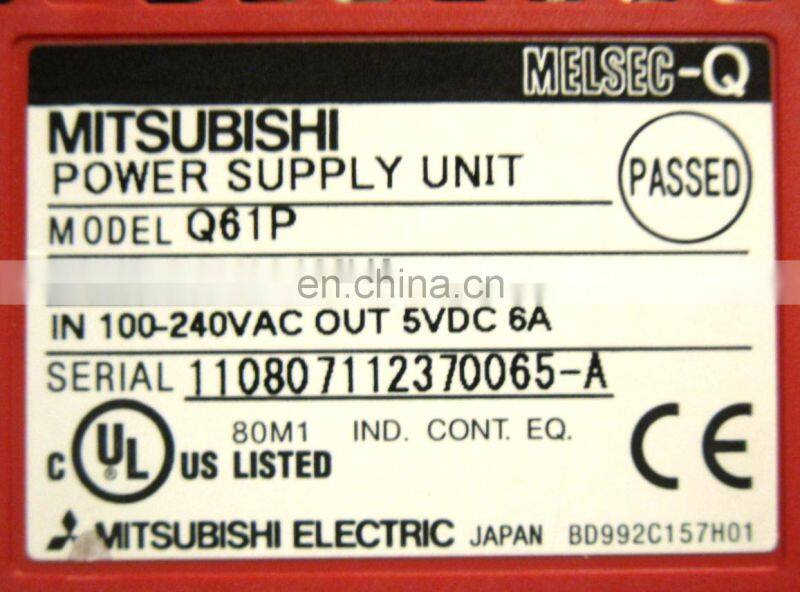 MELSEC-Q
MITSUBISHI
POWER SUPPLY UNIT
PASSED
MODEL Q61P
en.china.cn
IN 100-240VAC OUT 5VDC 6A
SERIAL 110807112370065-A
80M1 IND. CONT. EQ.
C UL ® US LISTED
CE
MITSUBISHI ELECTRIC JAPAN BD992C157H01